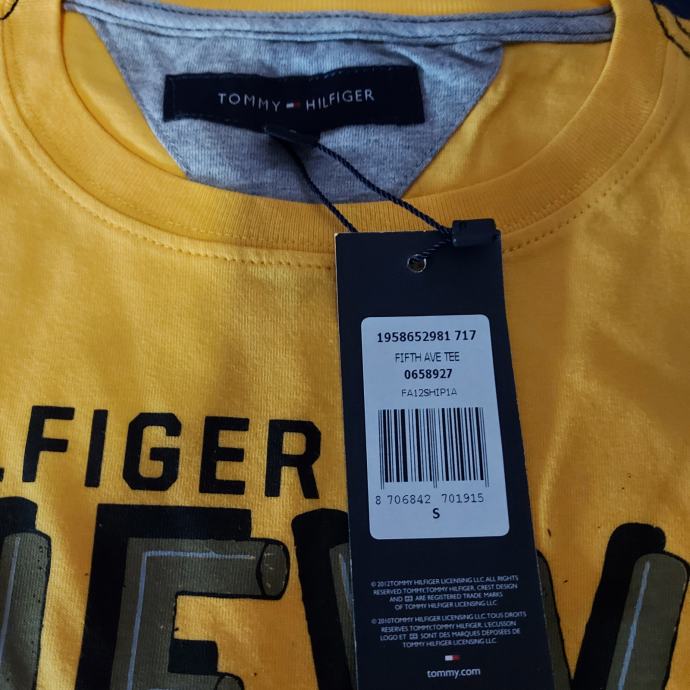 TOMMY HILFIGER
1958652981 717
FIFTH AVE TEE
0658927
FA12SHIP1A
8 706842 701915
S
© 2012 TOMMY HILFIGER LICENSING LLC. ALL RIGHTS
RESERVED. TOMMY, TOMMY HILFIGER, CREST DESIGN
AND ARE REGISTERED TRADE MARKS
OF TOMMY HILFIGER LICENSING LLC.
© 2010 TOMMY HILFIGER LICENSING LLC. TOUS DROITS
RESERVES TOMMY, TOMMY HILFIGER, L'ECUSSON
LOGO ET SONT DES MARQUES DEPOSEES DE
TOMMY HILFIGER LICENSING LLC.
tommy.com
LFIGER
NEW